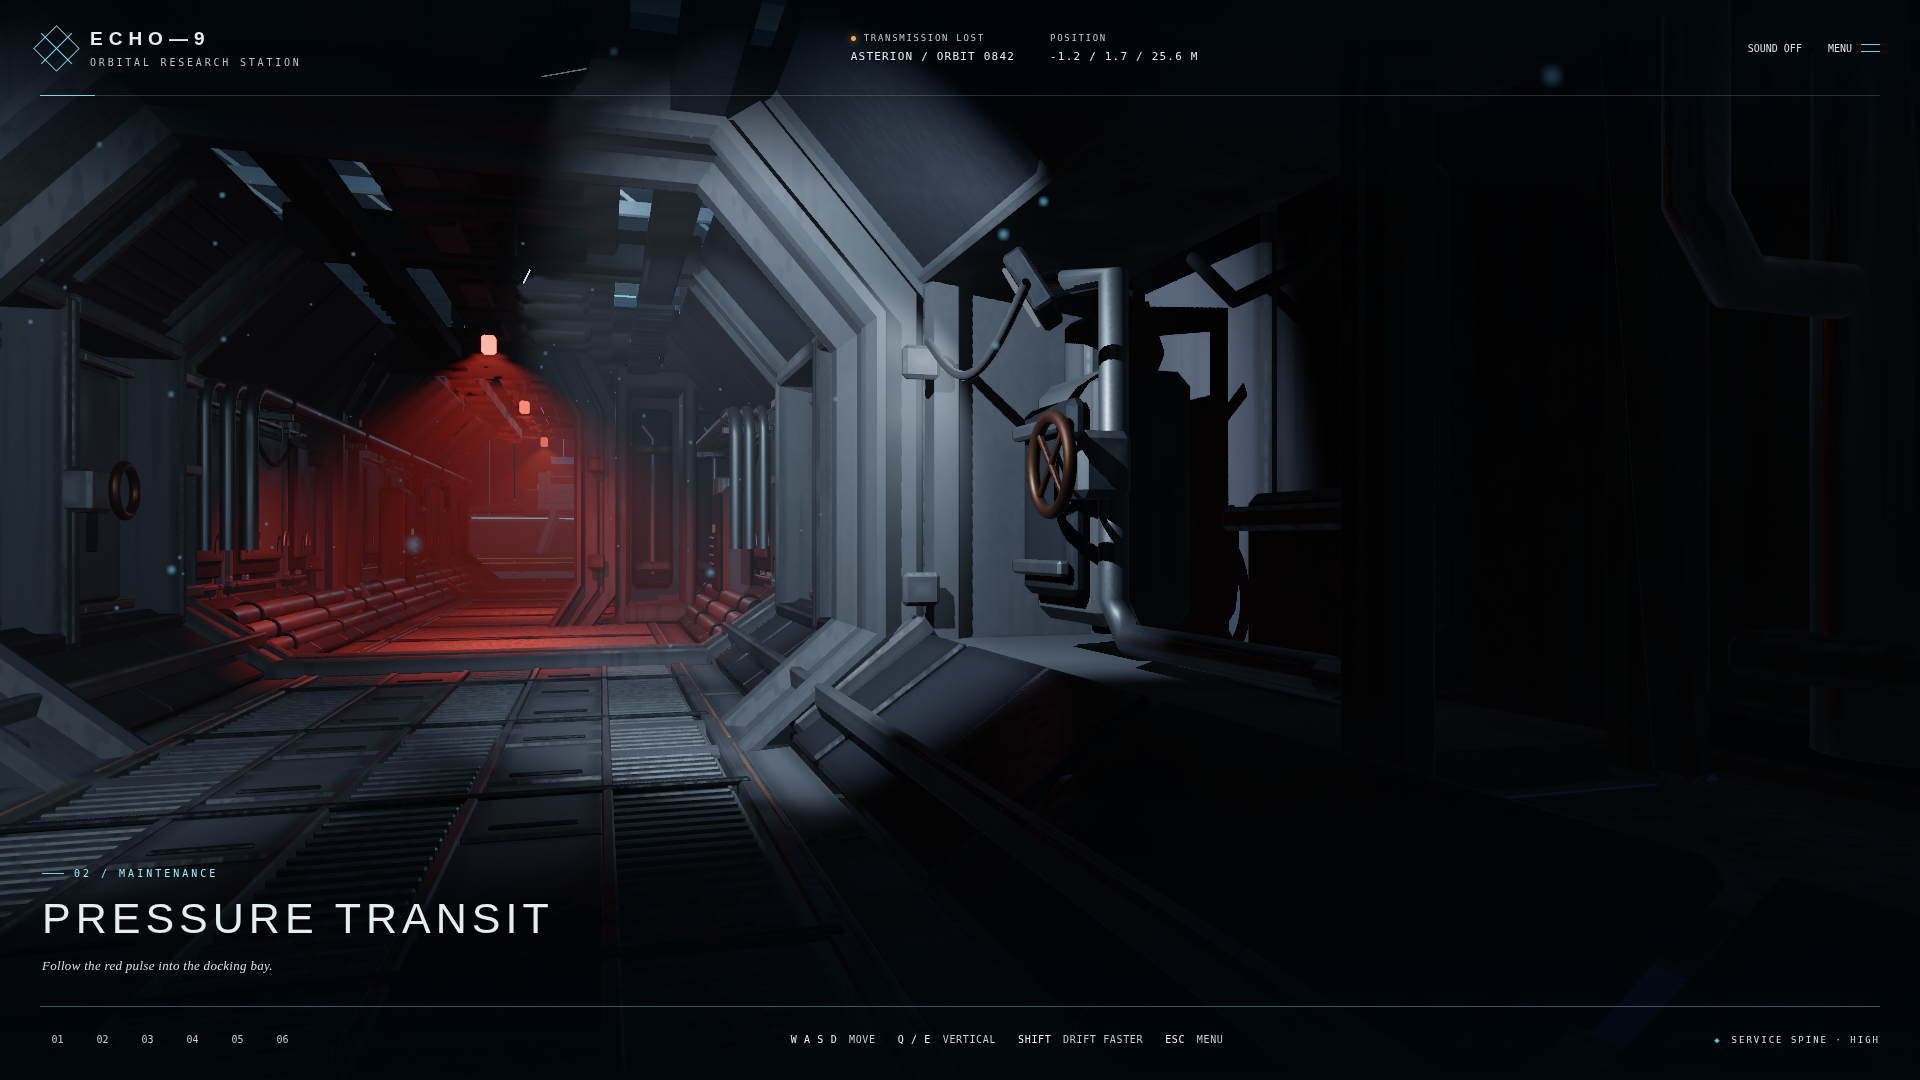 ECHO—9
ORBITAL RESEARCH STATION
TRANSMISSION LOST
ASTERION / ORBIT 0842
POSITION
-1.2 / 1.7 / 25.6 M
SOUND OFF
MENU
02 / MAINTENANCE
PRESSURE TRANSIT
Follow the red pulse into the docking bay.
01 02 03 04 05 06
W A S D MOVE Q / E VERTICAL SHIFT DRIFT FASTER ESC MENU
SERVICE SPINE · HIGH